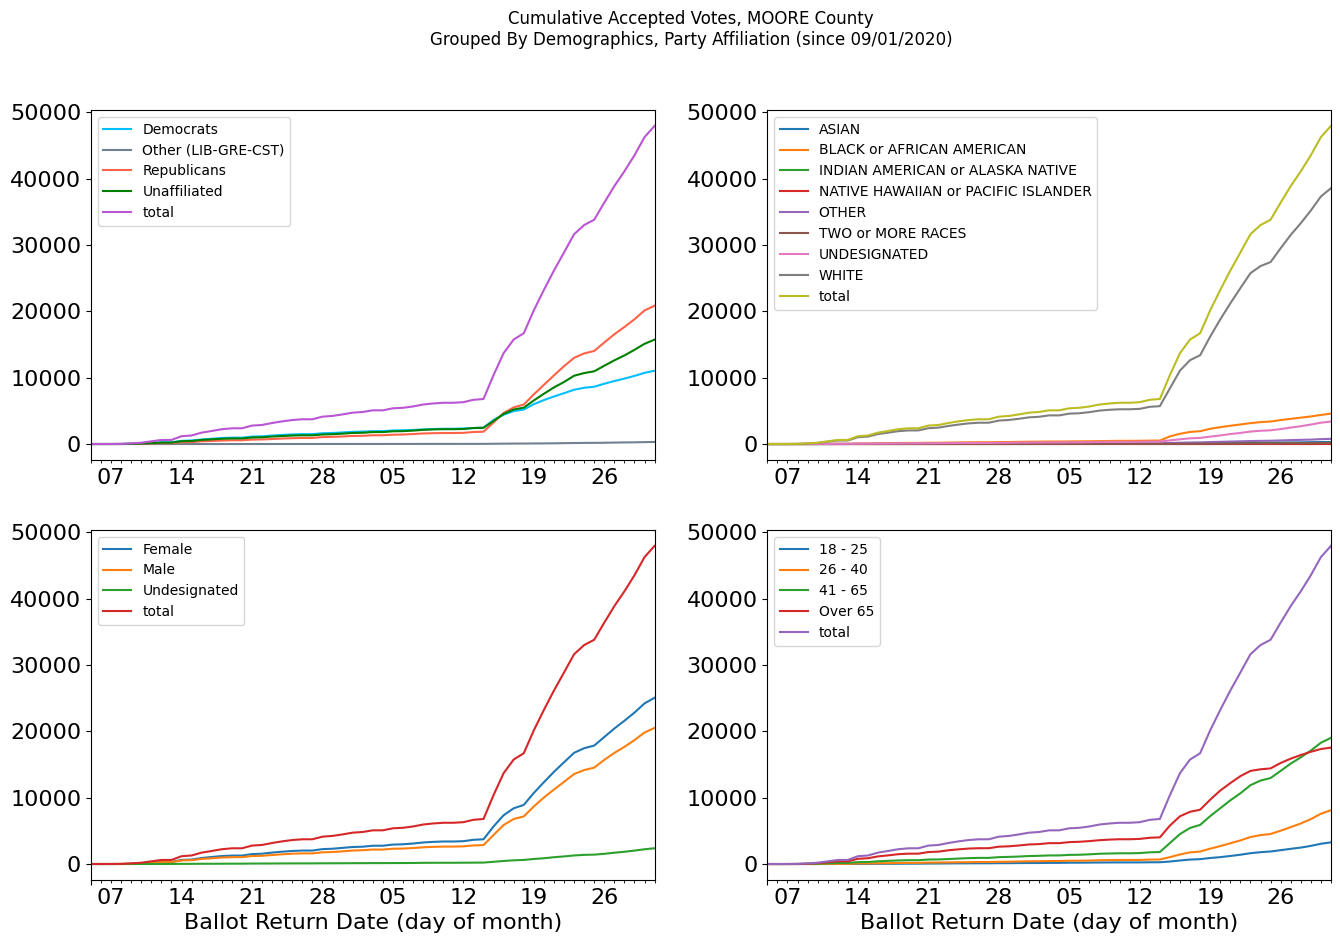 Cumulative Accepted Votes, MOORE County
Grouped By Demographics, Party Affiliation (since 09/01/2020)
50000
40000
30000
20000
10000
0
Democrats
Other (LIB-GRE-CST)
Republicans
Unaffiliated
total
07 14 21 28 05 12 19 26
50000
40000
30000
20000
10000
0
ASIAN
BLACK or AFRICAN AMERICAN
INDIAN AMERICAN or ALASKA NATIVE
NATIVE HAWAIIAN or PACIFIC ISLANDER
OTHER
TWO or MORE RACES
UNDESIGNATED
WHITE
total
07 14 21 28 05 12 19 26
50000
40000
30000
20000
10000
0
Female
Male
Undesignated
total
07 14 21 28 05 12 19 26
Ballot Return Date (day of month)
50000
40000
30000
20000
10000
0
18 - 25
26 - 40
41 - 65
Over 65
total
07 14 21 28 05 12 19 26
Ballot Return Date (day of month)